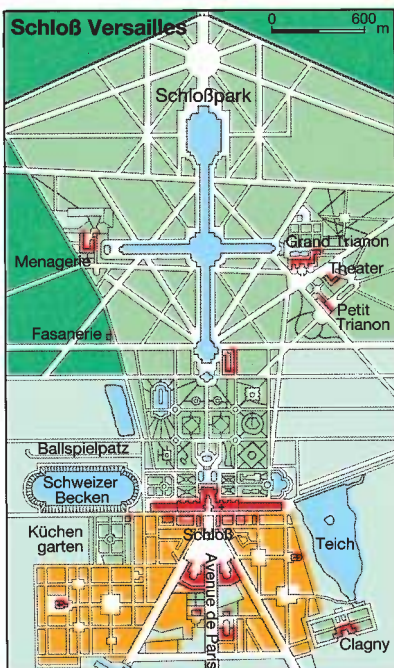 Schloß Versailles
0 600
m
Schloßpark
Grand Trianon
Menagerie
Theater
Petit
Trianon
Fasanerie
Ballspielpatz
Schweizer
Becken
Küchen
garten
Schloß
Teich
Avenue de Paris
Clagny